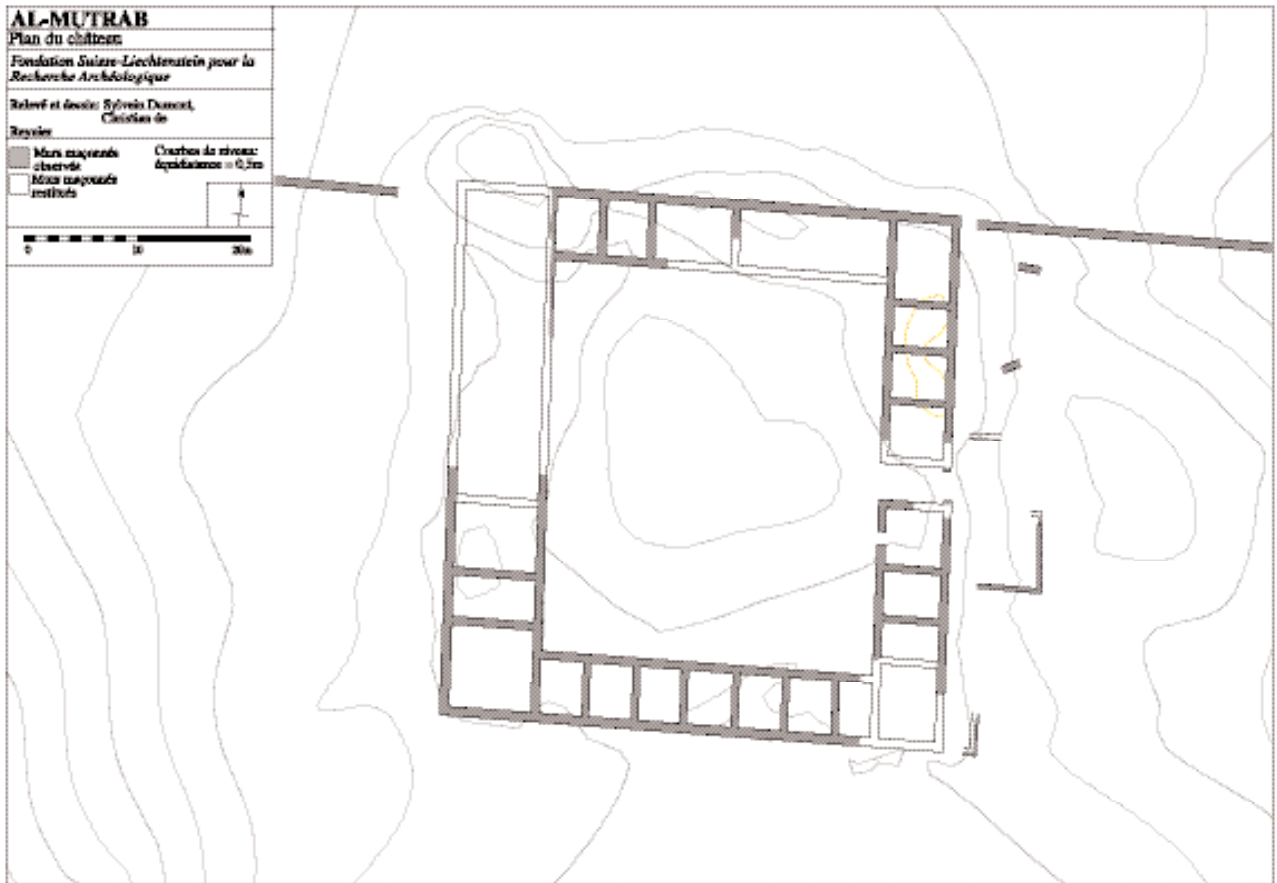 AL-MUTRAB
Plan du château
Fondation Suisse-Liechtenstein pour la
Recherche Archéologique
Relevé et dessin: Sylvain Dumont,
Christian de
Reynier
Murs maçonnés
observés
Murs maçonnés
restitués
Courbes de niveau:
équidistance = 0,5m
0 10 20m